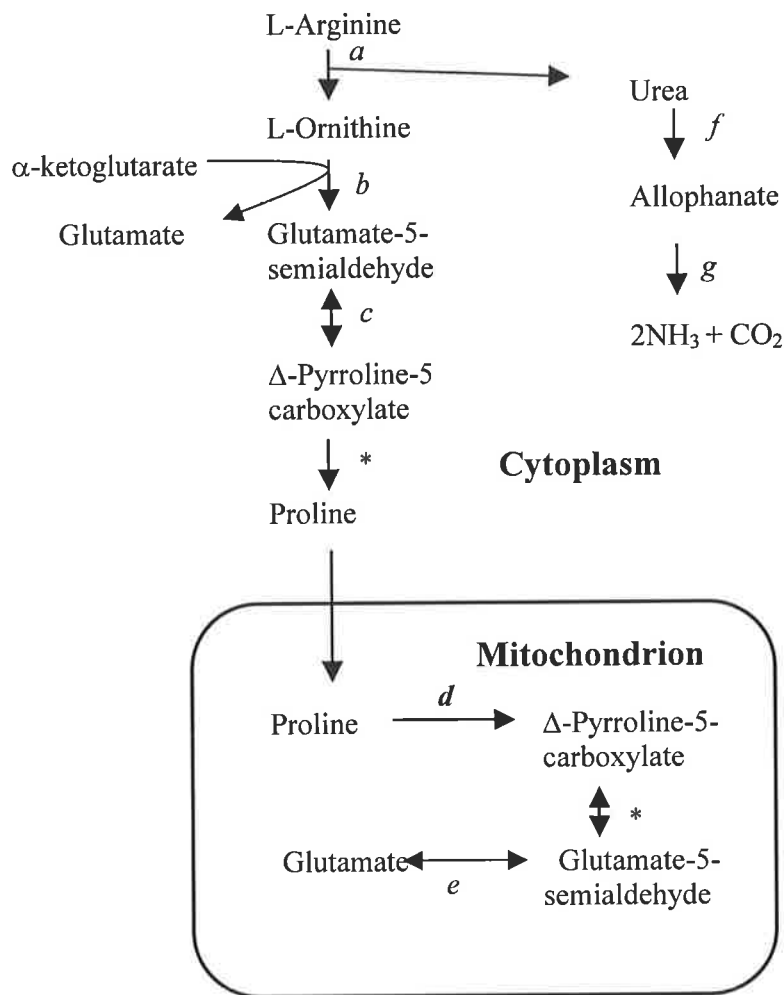 L-Arginine
a
Urea
L-Ornithine
f
α-ketoglutarate
b
Allophanate
Glutamate
Glutamate-5-
semialdehyde
g
c
2NH₃ + CO₂
Δ-Pyrroline-5
carboxylate
*
Cytoplasm
Proline
Mitochondrion
d
Proline
Δ-Pyrroline-5-
carboxylate
*
Glutamate
e
Glutamate-5-
semialdehyde